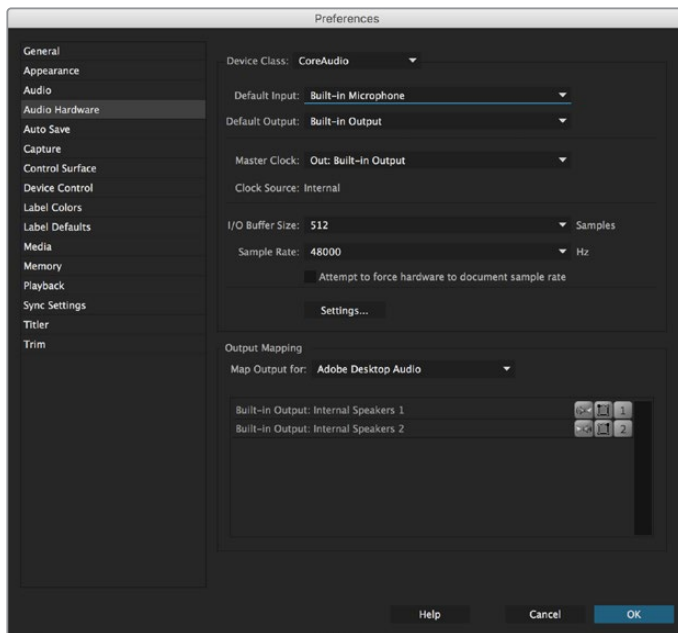 Preferences
General
Appearance
Audio
Audio Hardware
Auto Save
Capture
Control Surface
Device Control
Label Colors
Label Defaults
Media
Memory
Playback
Sync Settings
Titler
Trim
Device Class: CoreAudio
Default Input: Built-in Microphone
Default Output: Built-in Output
Master Clock: Out: Built-in Output
Clock Source: Internal
I/O Buffer Size: 512 Samples
Sample Rate: 48000 Hz
Attempt to force hardware to document sample rate
Settings...
Output Mapping
Map Output for: Adobe Desktop Audio
Built-in Output: Internal Speakers 1 1
Built-in Output: Internal Speakers 2 2
Help Cancel OK